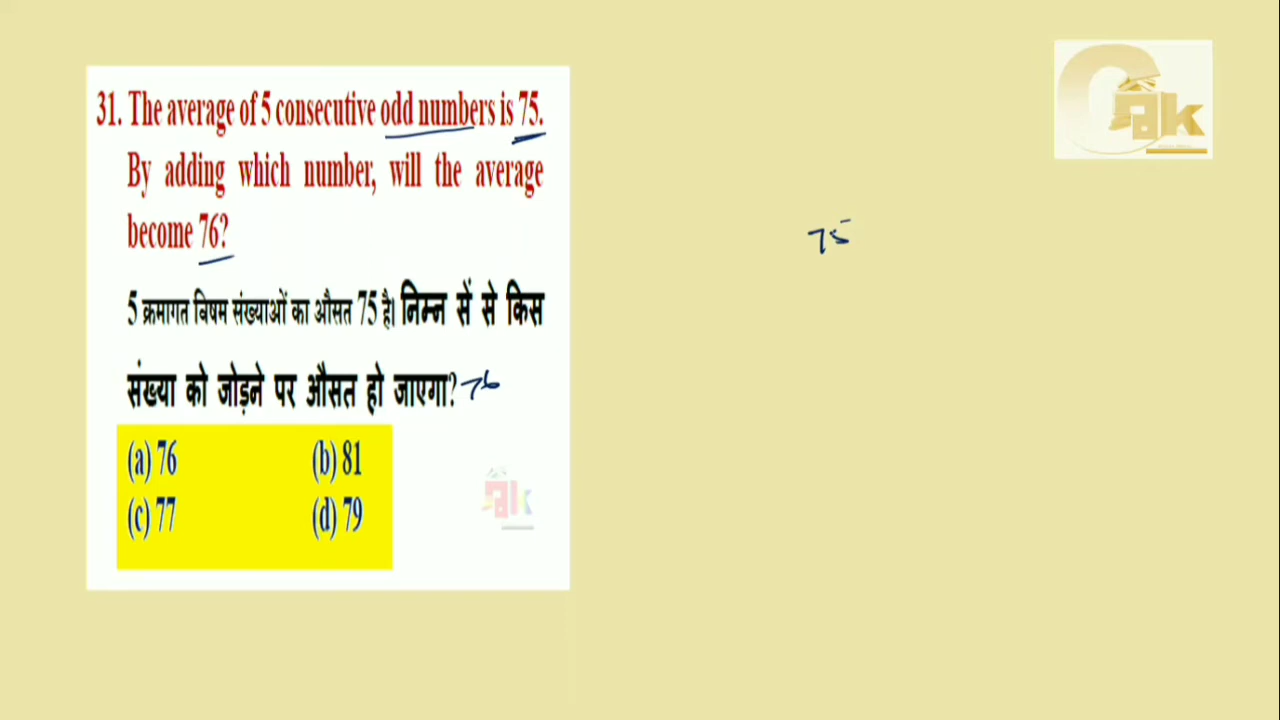 31. The average of 5 consecutive odd numbers is 75.
By adding which number, will the average
become 76?
75
5 क्रमागत विषम संख्याओं का औसत 75 है। निम्न सें से किस
संख्या को जोड़ने पर औसत हो जाएगा? 76
(a) 76 (b) 81
(c) 77 (d) 79